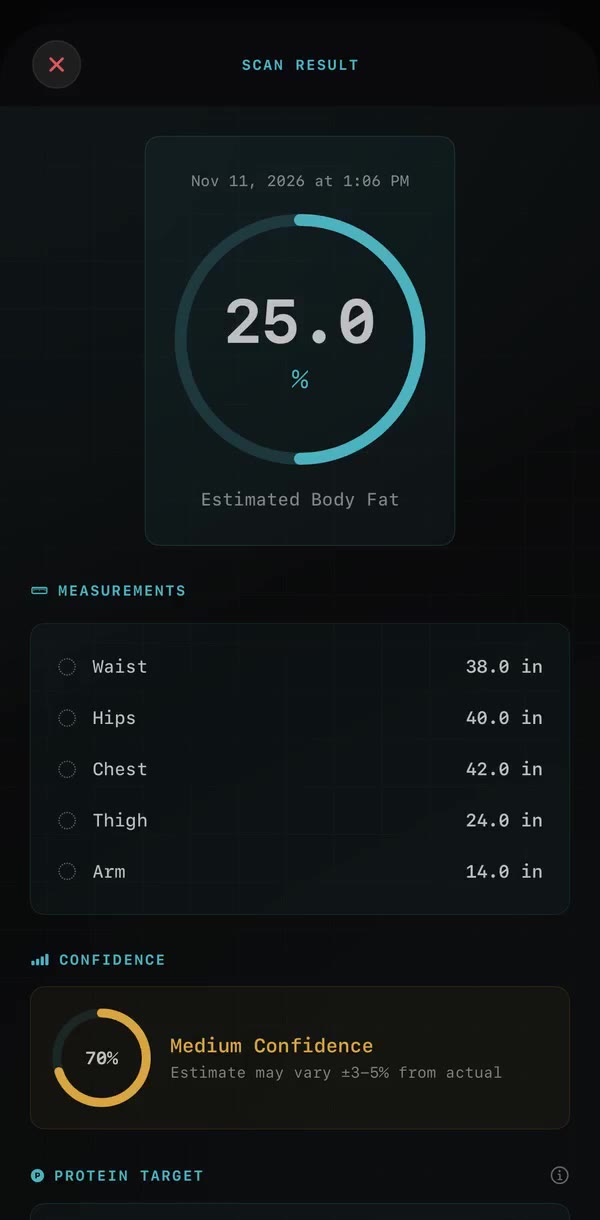 SCAN RESULT
Nov 11, 2026 at 1:06 PM
25.0
%
Estimated Body Fat
MEASUREMENTS
Waist 38.0 in
Hips 40.0 in
Chest 42.0 in
Thigh 24.0 in
Arm 14.0 in
CONFIDENCE
70%
Medium Confidence
Estimate may vary ±3–5% from actual
P PROTEIN TARGET i